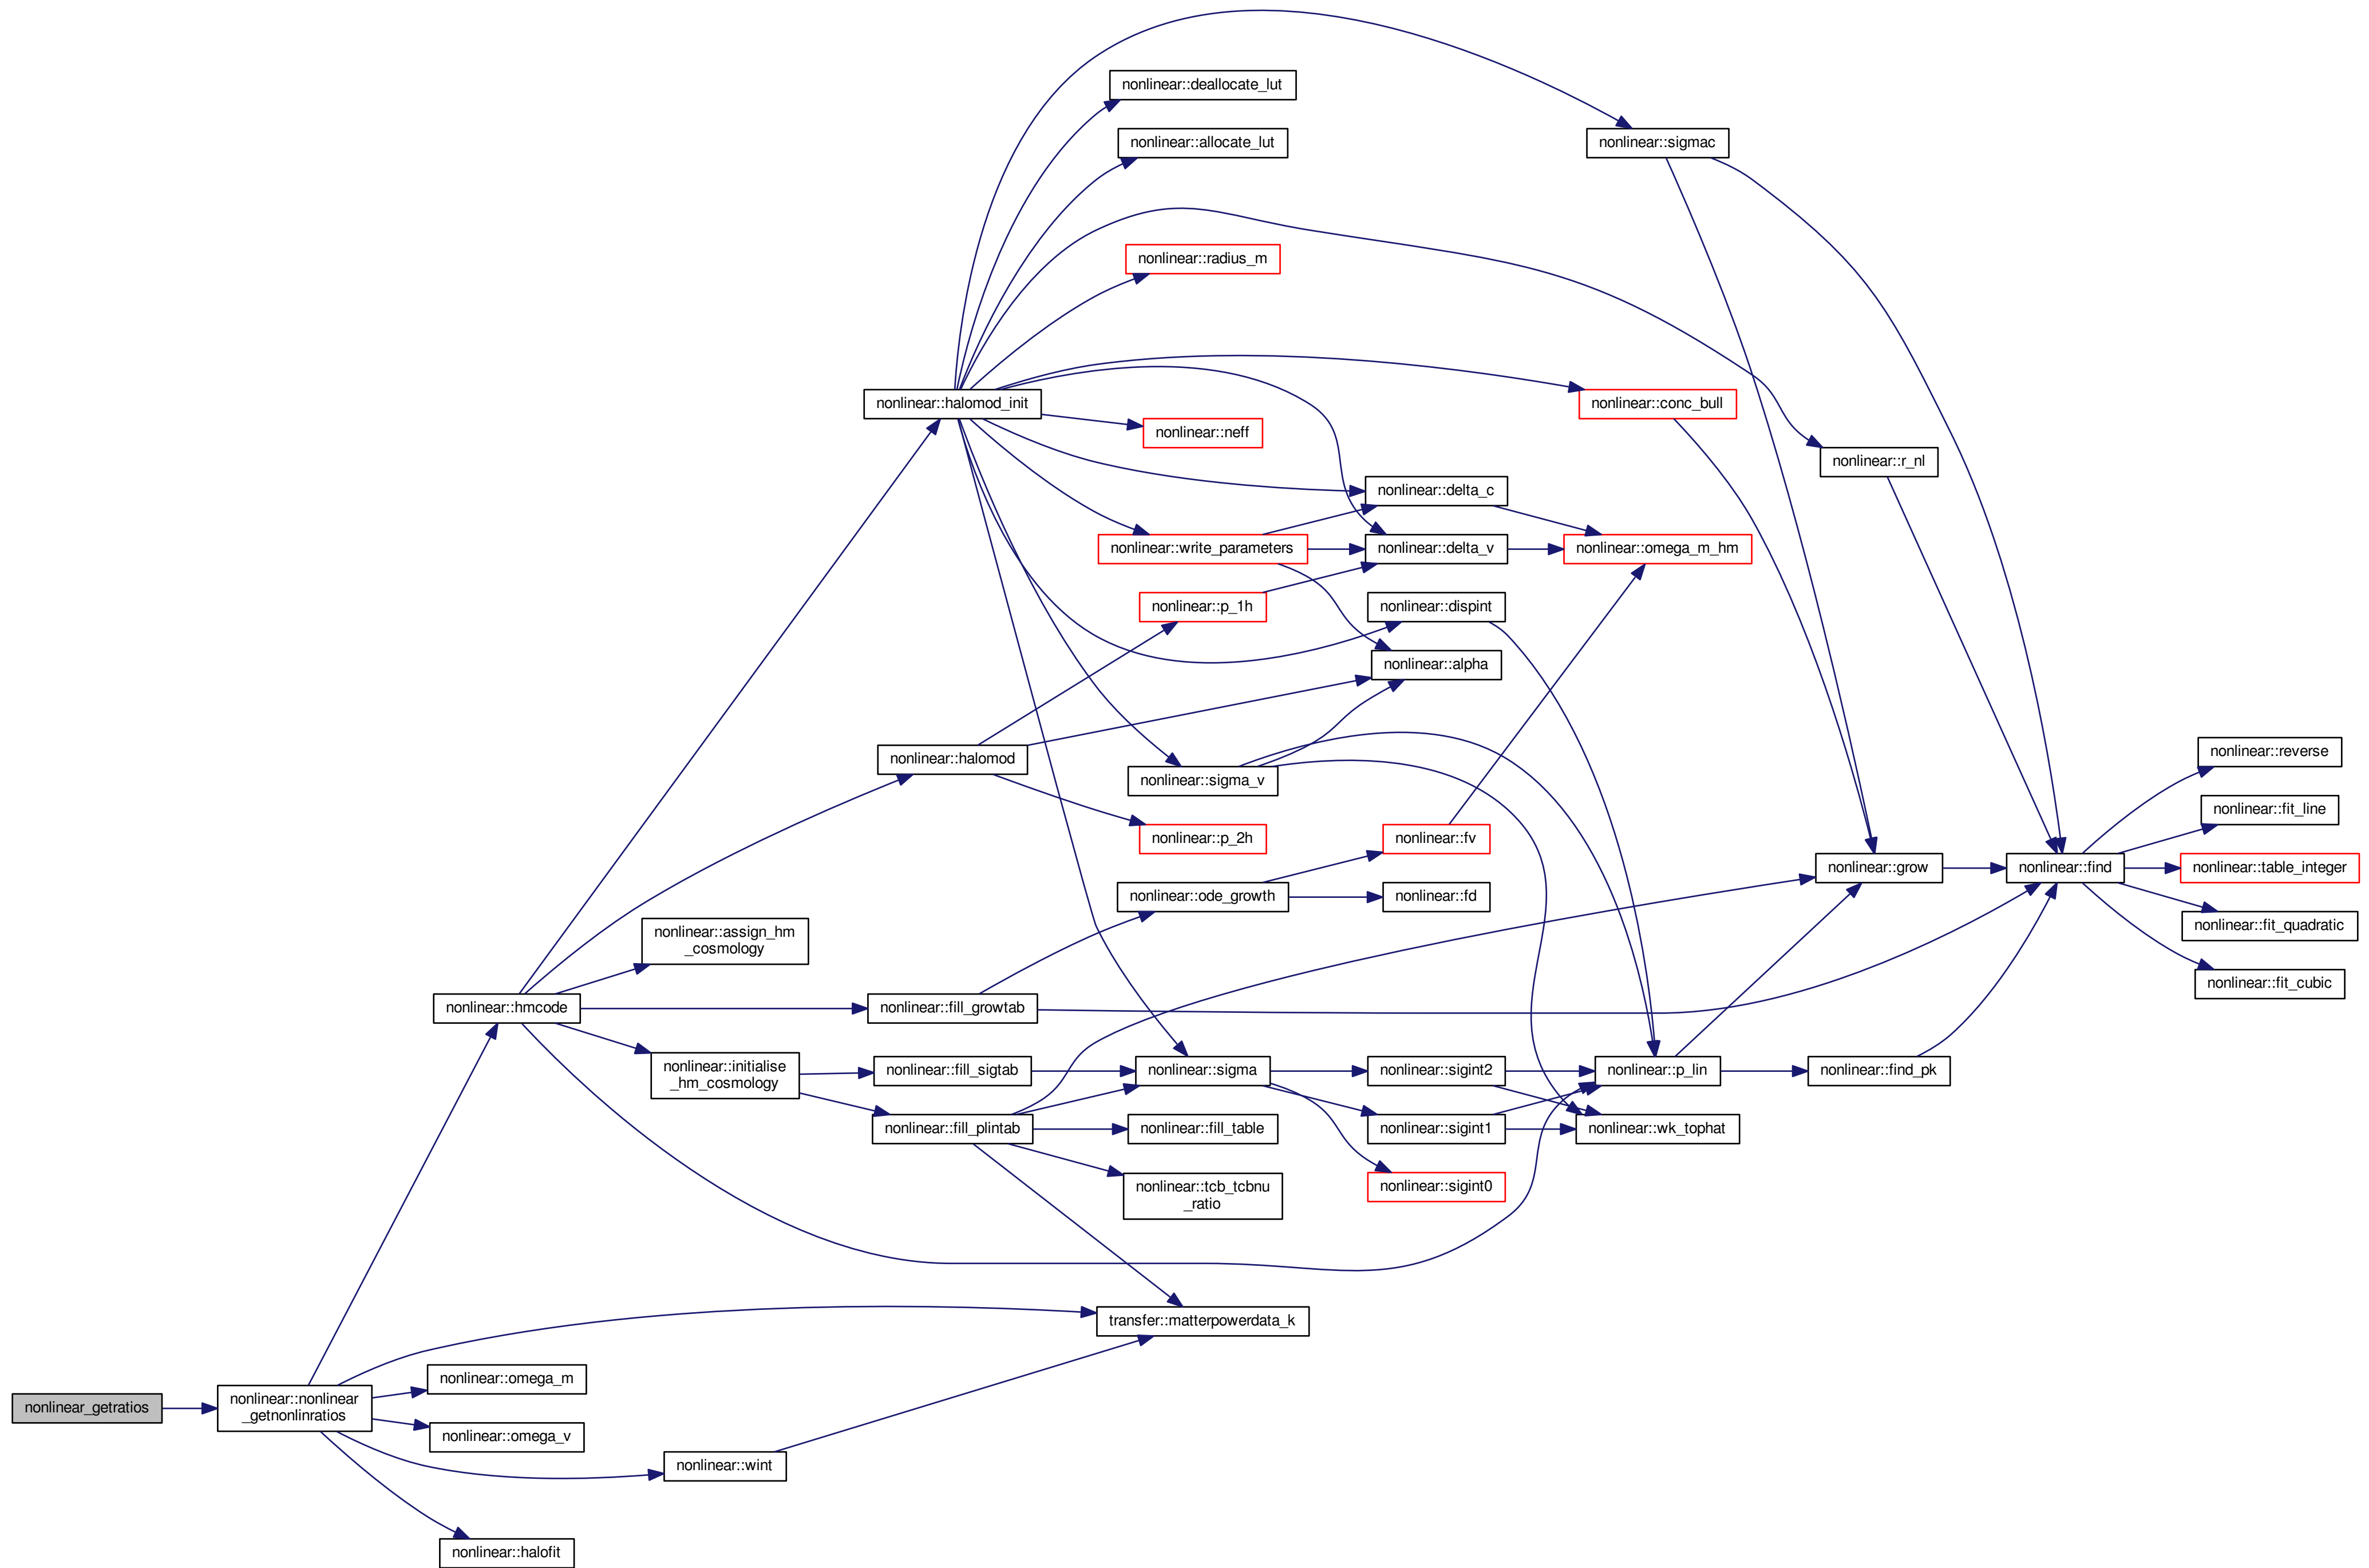 nonlinear::deallocate_lut
nonlinear::allocate_lut
nonlinear::sigmac
nonlinear::radius_m
nonlinear::halomod_init
nonlinear::conc_bull
nonlinear::neff
nonlinear::r_nl
nonlinear::delta_c
nonlinear::write_parameters
nonlinear::delta_v
nonlinear::omega_m_hm
nonlinear::p_1h
nonlinear::dispint
nonlinear::alpha
nonlinear::halomod
nonlinear::sigma_v
nonlinear::reverse
nonlinear::fit_line
nonlinear::p_2h
nonlinear::fv
nonlinear::grow
nonlinear::find
nonlinear::table_integer
nonlinear::ode_growth
nonlinear::fd
nonlinear::fit_quadratic
nonlinear::assign_hm
_cosmology
nonlinear::fit_cubic
nonlinear::hmcode
nonlinear::fill_growtab
nonlinear::initialise
_hm_cosmology
nonlinear::fill_sigtab
nonlinear::sigma
nonlinear::sigint2
nonlinear::p_lin
nonlinear::find_pk
nonlinear::fill_plintab
nonlinear::fill_table
nonlinear::sigint1
nonlinear::wk_tophat
nonlinear::tcb_tcbnu
_ratio
nonlinear::sigint0
transfer::matterpowerdata_k
nonlinear::omega_m
nonlinear_getratios
nonlinear::nonlinear
_getnonlinratios
nonlinear::omega_v
nonlinear::wint
nonlinear::halofit